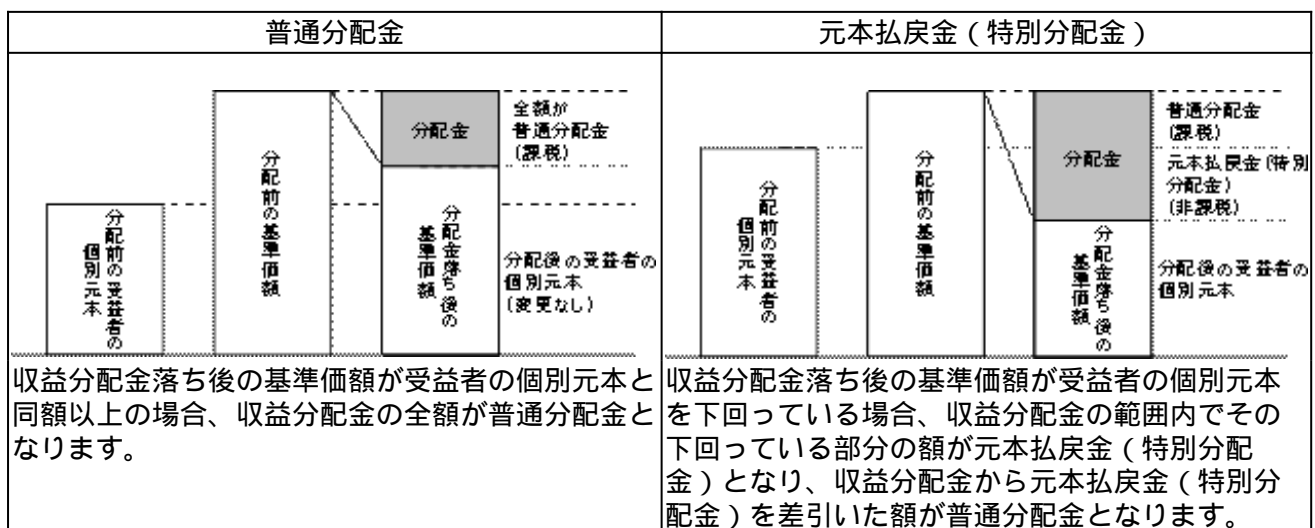 普通分配金
分配前の受益者の
個別元本
分配前の基準価額
分配金
分配金落ち後の
基準価額
全額が
普通分配金
(課税)
分配後の受益者の
個別元本
(変更なし)
収益分配金落ち後の基準価額が受益者の個別元本と
同額以上の場合、収益分配金の全額が普通分配金と
なります。
元本払戻金(特別分配金)
分配前の受益者の
個別元本
分配前の基準価額
分配金
分配金落ち後の
基準価額
普通分配金
(課税)
元本払戻金(特別
分配金)
(非課税)
分配後の受益者の
個別元本
収益分配金落ち後の基準価額が受益者の個別元本
を下回っている場合、収益分配金の範囲内でその
下回っている部分の額が元本払戻金(特別分配
金)となり、収益分配金から元本払戻金(特別分
配金)を差引いた額が普通分配金となります。